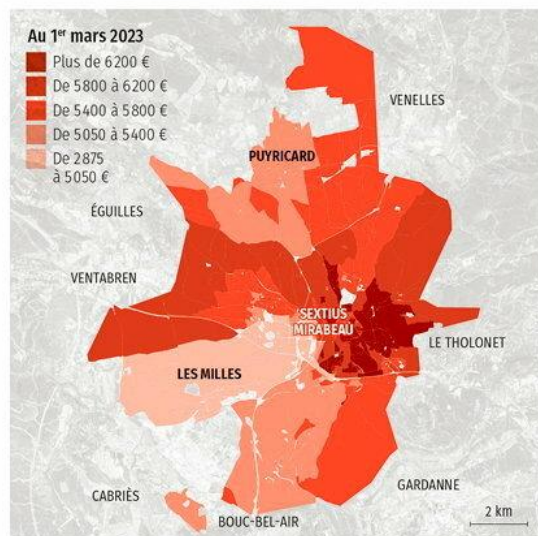 Au 1er mars 2023
Plus de 6200 €
De 5800 à 6200 €
De 5400 à 5800 €
De 5050 à 5400 €
De 2875
à 5050 €
VENELLES
PUYRICARD
ÉGUILLES
VENTABREN
SEXTIUS
MIRABEAU
LE THOLONET
LES MILLES
GARDANNE
CABRIÈS
BOUC-BEL-AIR
2 km